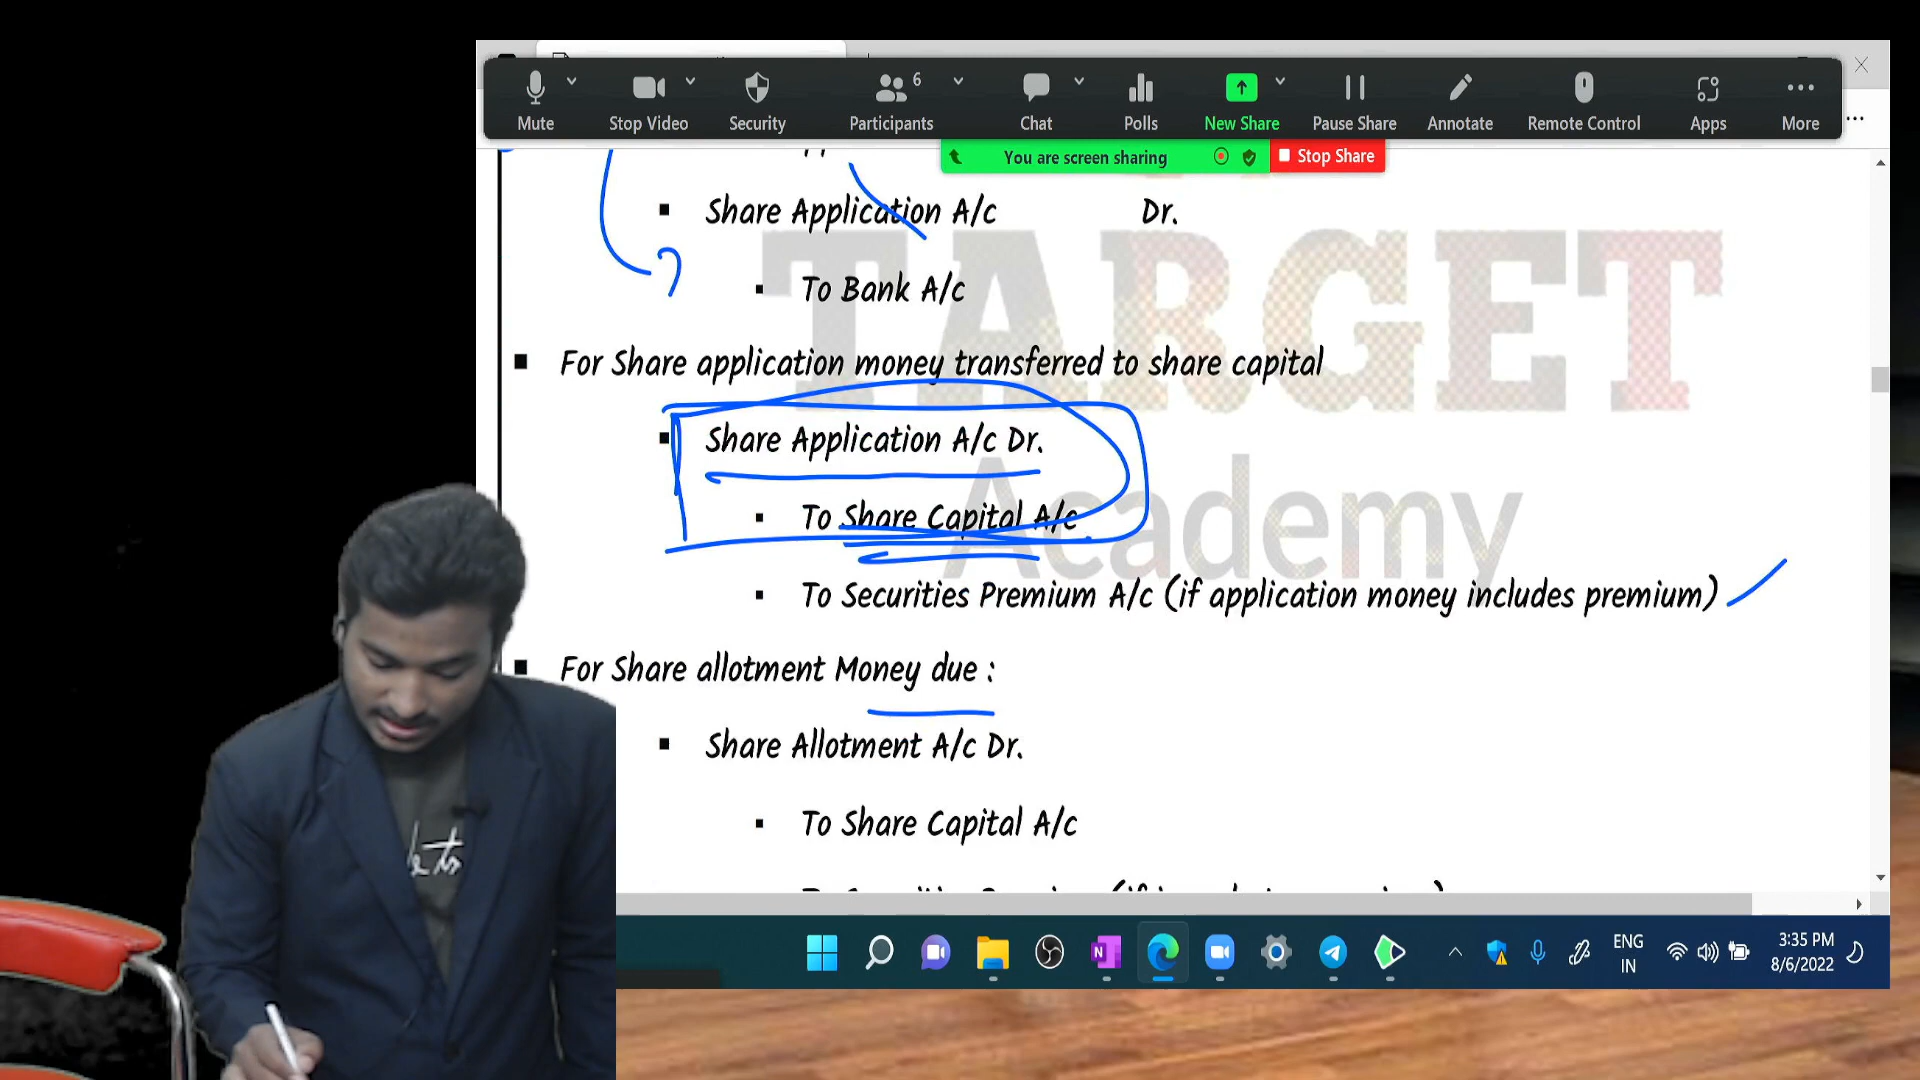 6
Mute
Stop Video
Security
Participants
Chat
Polls
New Share
Pause Share
Annotate
Remote Control
Apps
More
You are screen sharing
Stop Share
Share Application A/c Dr.
To Bank A/c
For Share application money transferred to share capital
Share Application A/c Dr.
To Share Capital A/c
To Securities Premium A/c (if application money includes premium)
For Share allotment Money due :
Share Allotment A/c Dr.
To Share Capital A/c
TARGET
Academy
ENG
IN
3:35 PM
8/6/2022